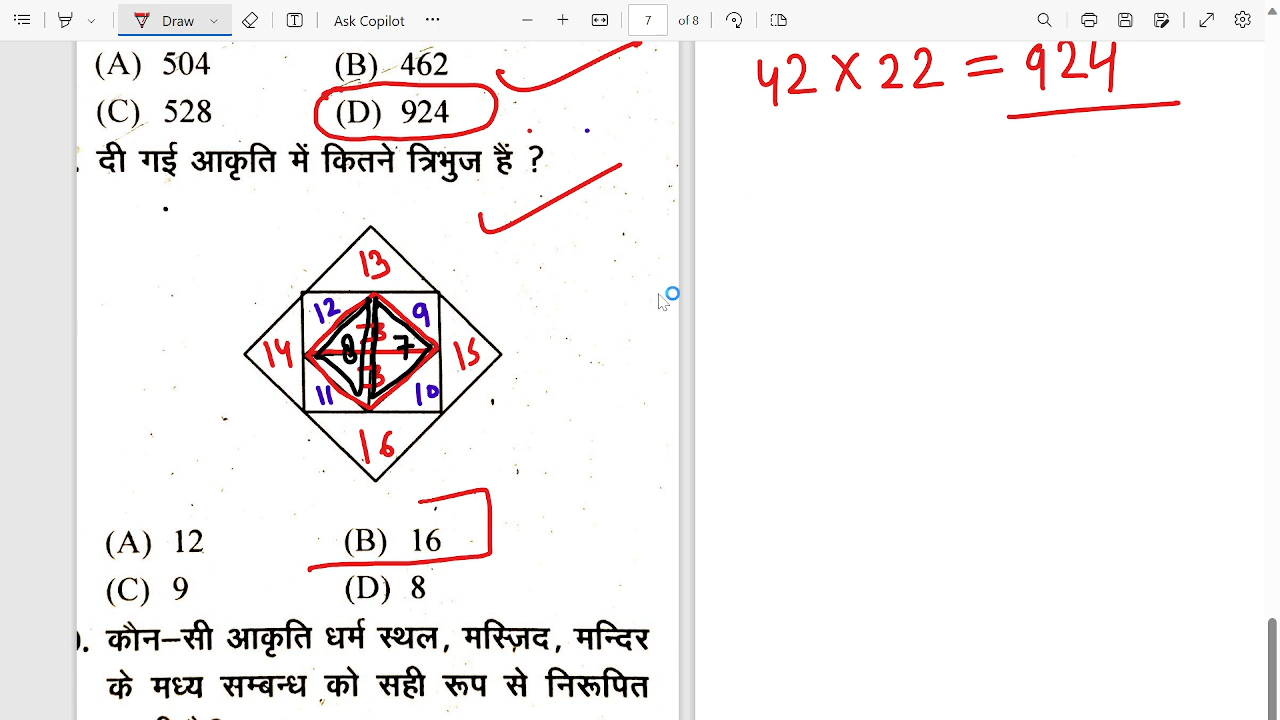 Draw
Ask Copilot
7 of 8
(A) 504 (B) 462
(C) 528 (D) 924
42 × 22 = 924
दी गई आकृति में कितने त्रिभुज हैं ?
13
12 9
14 8 7 15
11 10
16
(A) 12 (B) 16
(C) 9 (D) 8
कौन–सी आकृति धर्म स्थल, मस्ज़िद, मन्दिर
के मध्य सम्बन्ध को सही रूप से निरूपित